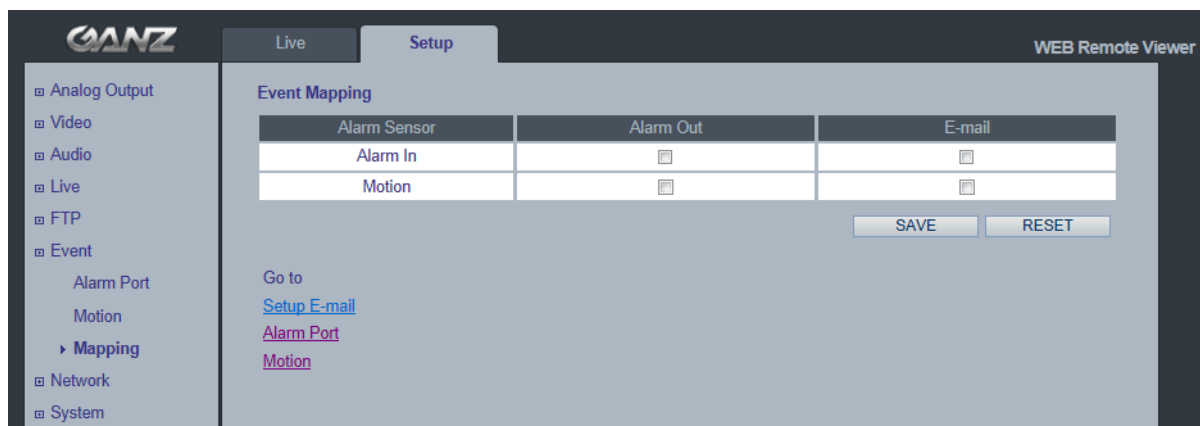 GANZ
Live Setup
WEB Remote Viewer
Analog Output
Video
Audio
Live
FTP
Event
Alarm Port
Motion
Mapping
Network
System
Event Mapping
Alarm Sensor Alarm Out E-mail
Alarm In
Motion
SAVE RESET
Go to
Setup E-mail
Alarm Port
Motion